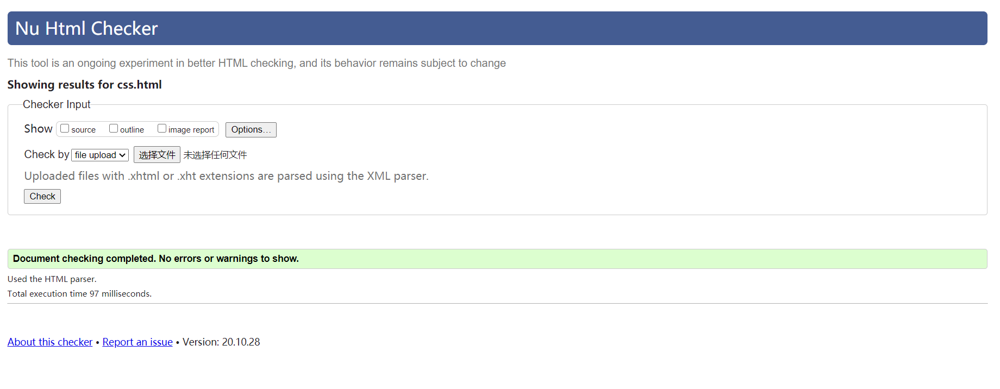 Nu Html Checker
This tool is an ongoing experiment in better HTML checking, and its behavior remains subject to change
Showing results for css.html
Checker Input
Show source outline image report Options…
Check by file upload 选择文件 未选择任何文件
Uploaded files with .xhtml or .xht extensions are parsed using the XML parser.
Check
Document checking completed. No errors or warnings to show.
Used the HTML parser.
Total execution time 97 milliseconds.
About this checker • Report an issue • Version: 20.10.28